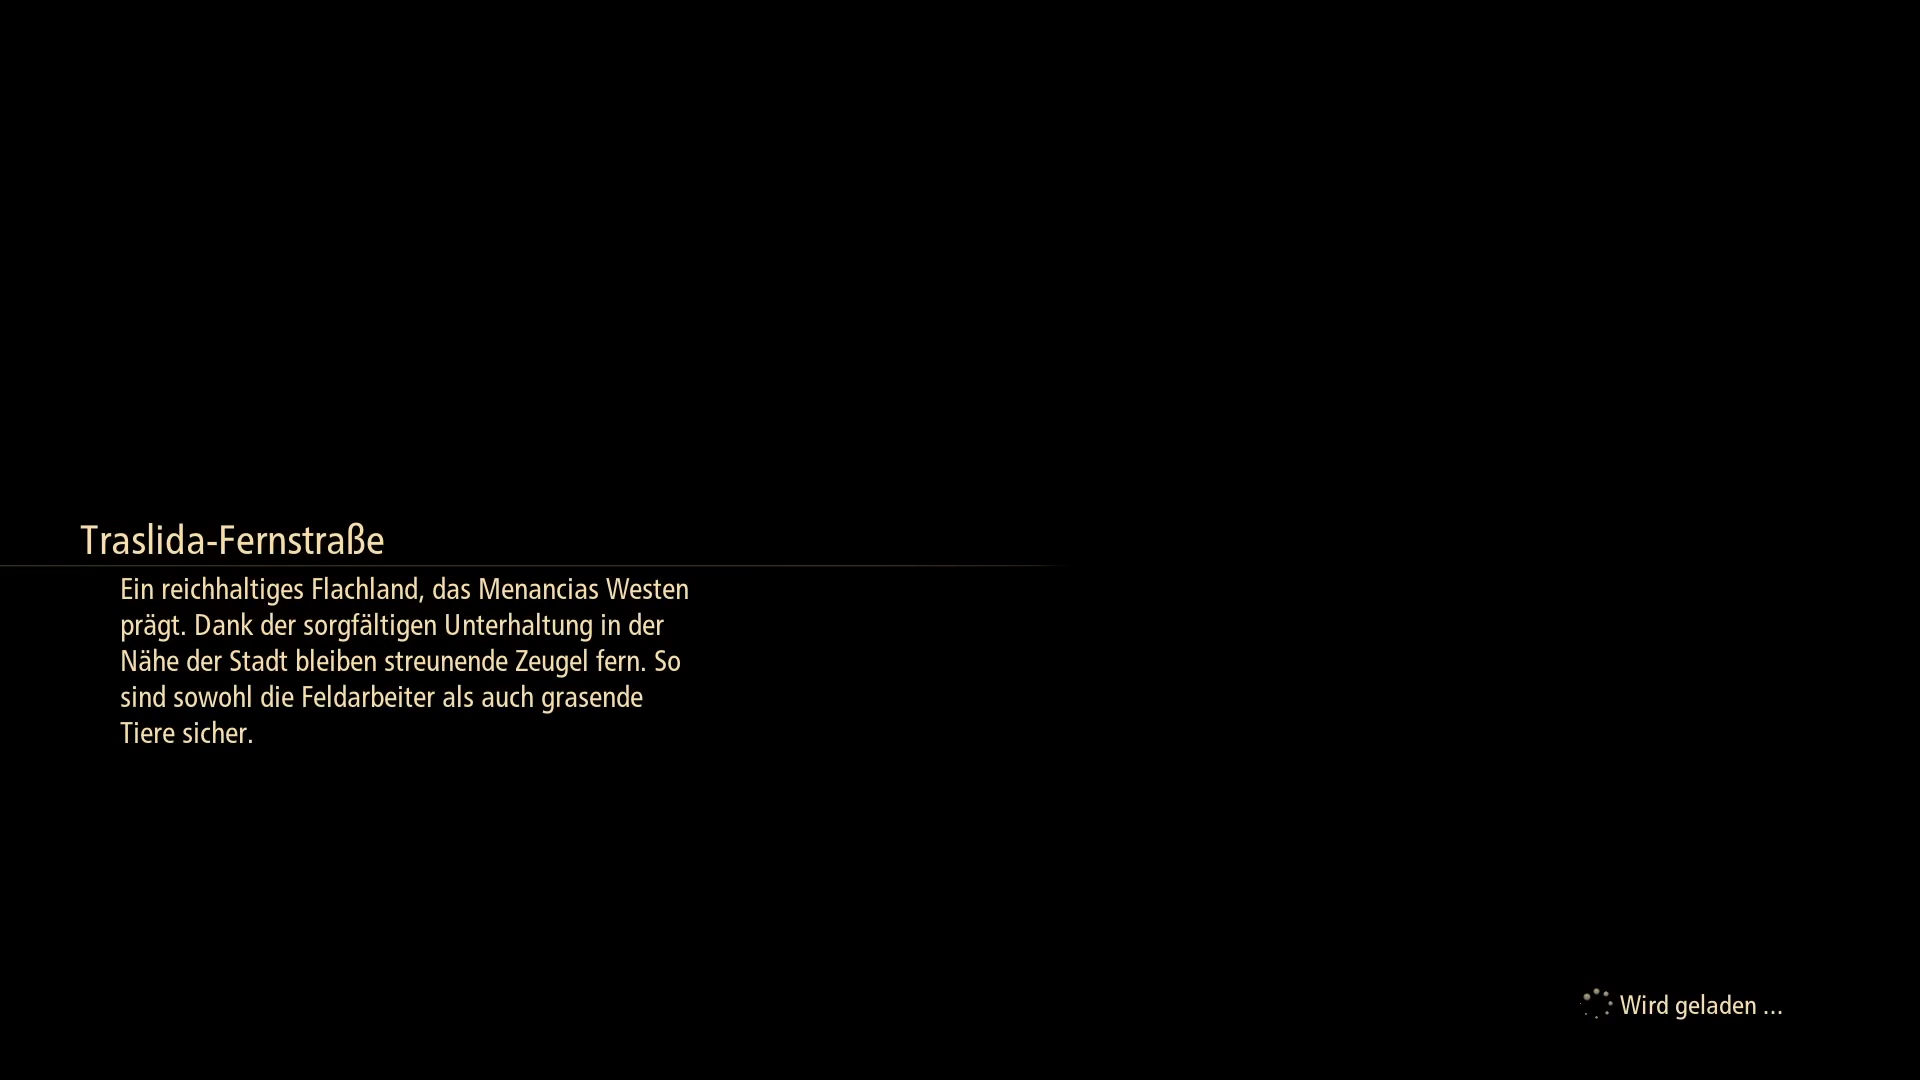 Traslida-Fernstraße
Ein reichhaltiges Flachland, das Menancias Westen
prägt. Dank der sorgfältigen Unterhaltung in der
Nähe der Stadt bleiben streunende Zeugel fern. So
sind sowohl die Feldarbeiter als auch grasende
Tiere sicher.
Wird geladen ...